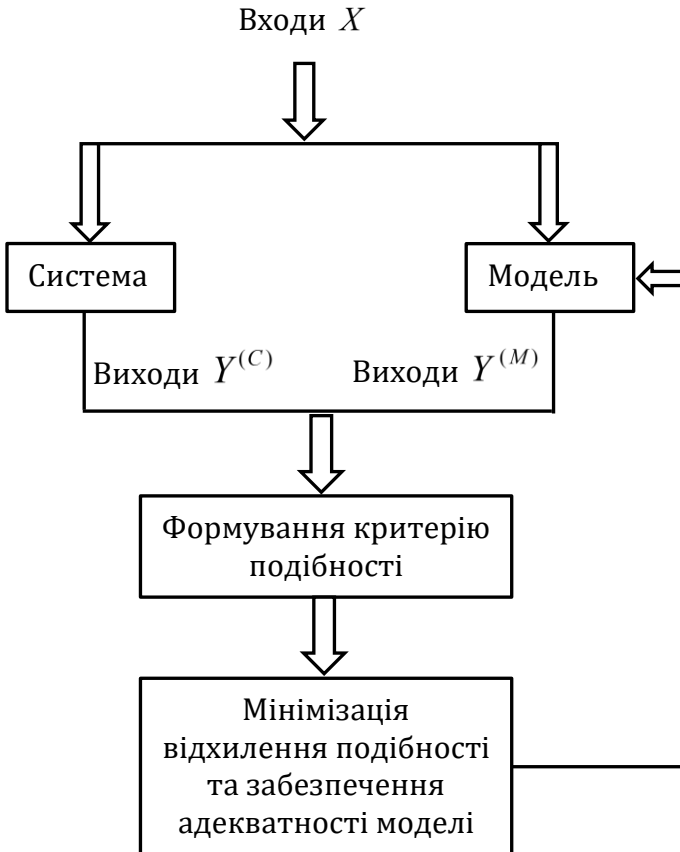 Входи X
Система
Модель
Виходи Y^(C)
Виходи Y^(M)
Формування критерію
подібності
Мінімізація
відхилення подібності
та забезпечення
адекватності моделі